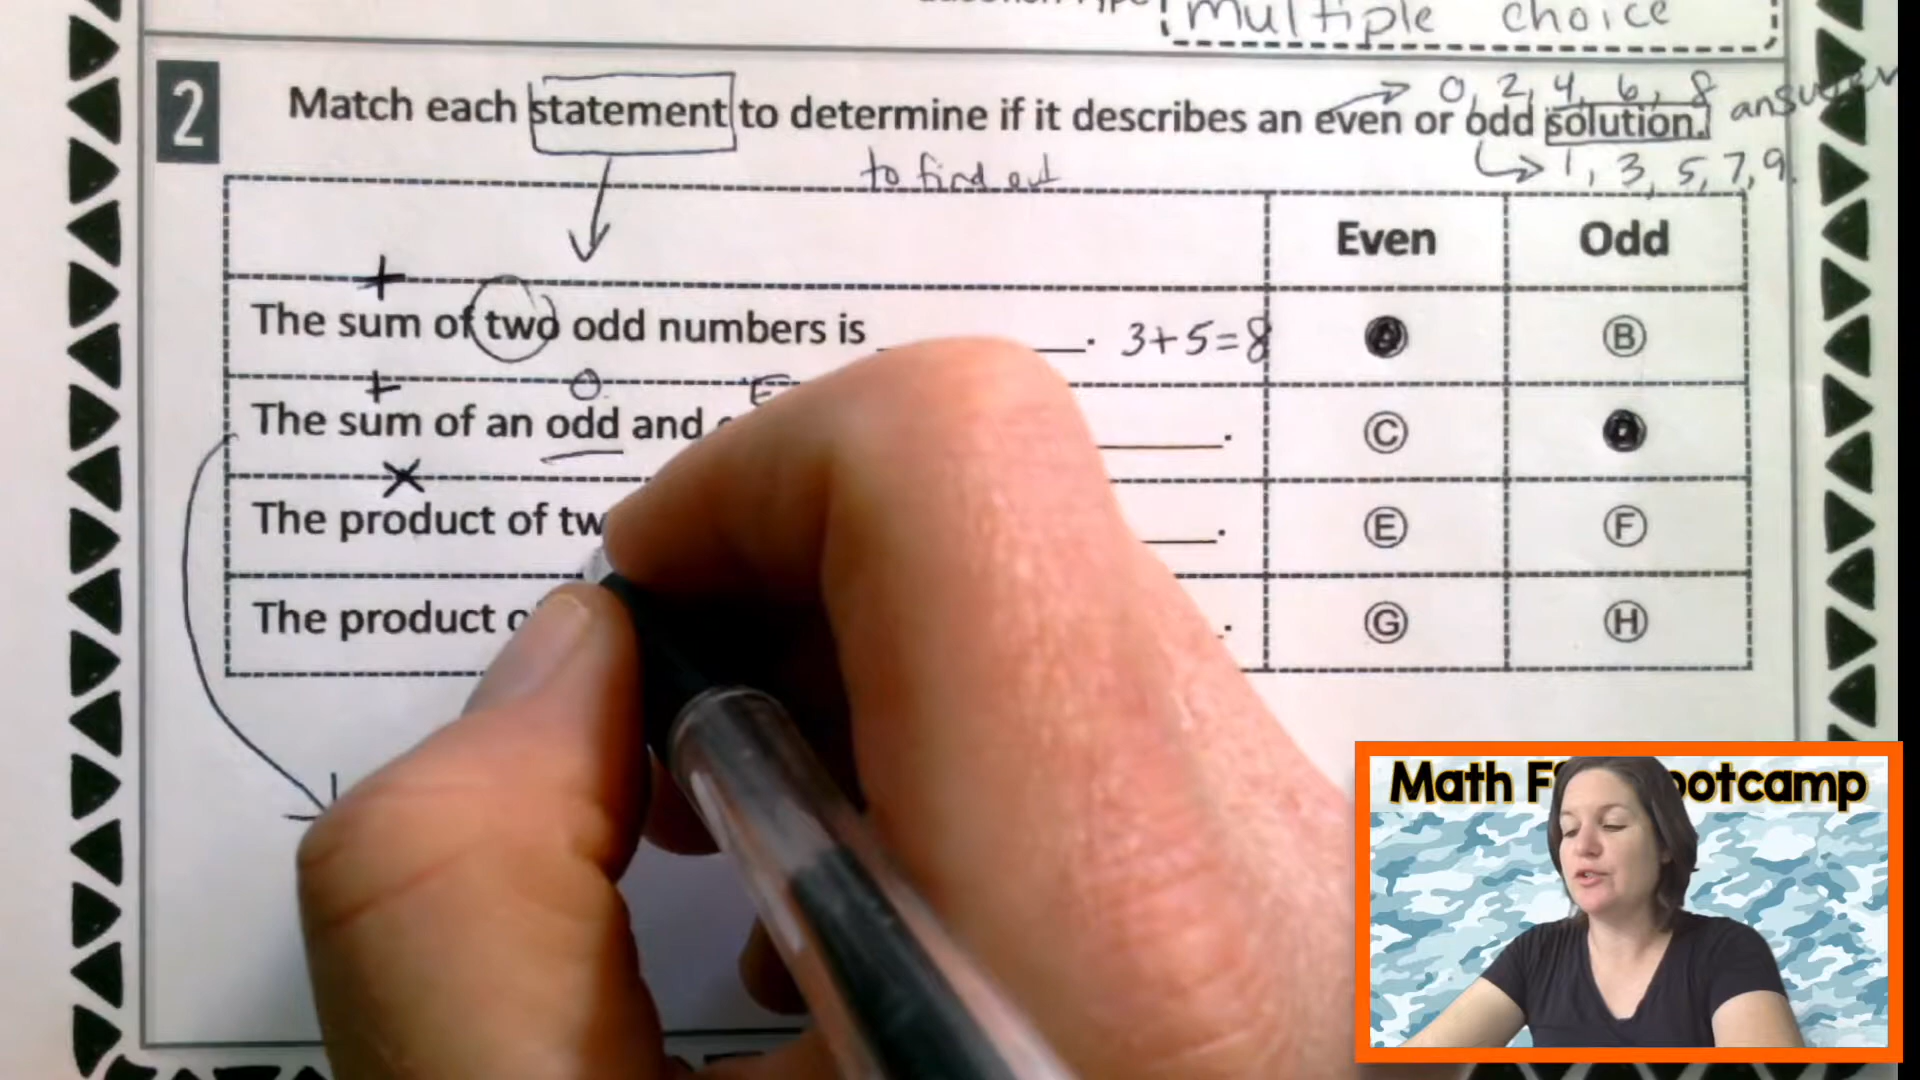 multiple choice
2 Match each statement to determine if it describes an even or odd solution.
0, 2, 4, 6, 8 answer
to find out
1, 3, 5, 7, 9
Even Odd
+
The sum of two odd numbers is ________. 3+5=8 B
+ O E
The sum of an odd and C
×
The product of E F
The product G H
Math otcamp